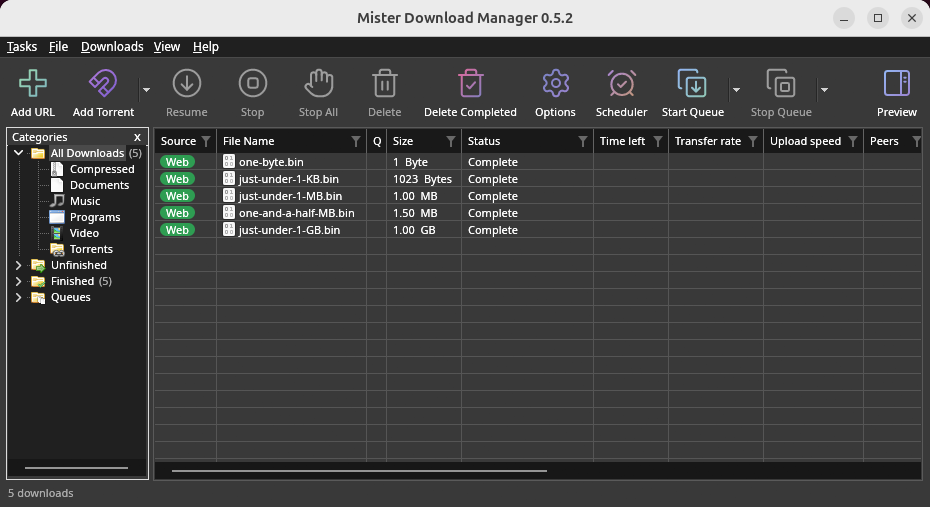 Mister Download Manager 0.5.2
Tasks File Downloads View Help
Add URL Add Torrent Resume Stop Stop All Delete Delete Completed Options Scheduler Start Queue Stop Queue Preview
Categories x
All Downloads (5)
Compressed
Documents
Music
Programs
Video
Torrents
Unfinished
Finished (5)
Queues
Source File Name Q Size Status Time left Transfer rate Upload speed Peers
Web one-byte.bin 1 Byte Complete
Web just-under-1-KB.bin 1023 Bytes Complete
Web just-under-1-MB.bin 1.00 MB Complete
Web one-and-a-half-MB.bin 1.50 MB Complete
Web just-under-1-GB.bin 1.00 GB Complete
5 downloads